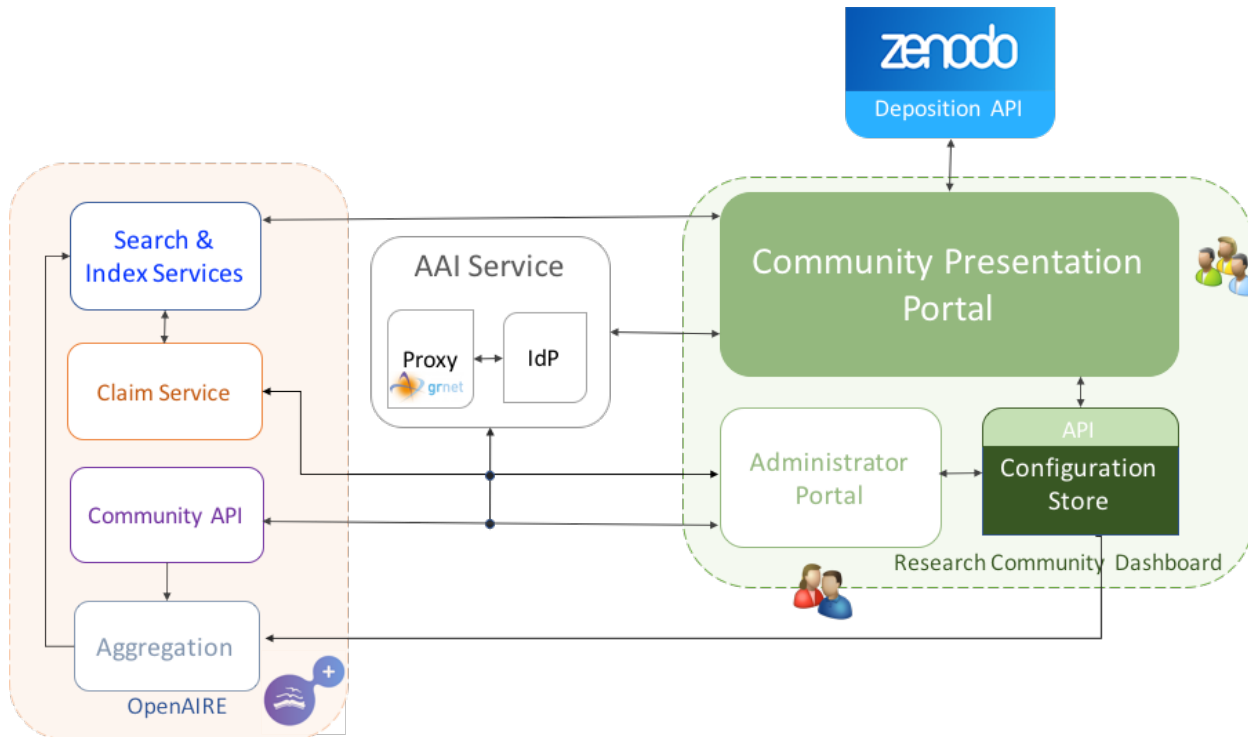 zenodo
Deposition API
Search &
Index Services
AAI Service
Community Presentation
Portal
Proxy
IdP
grnet
Claim Service
API
Administrator
Portal
Configuration
Store
Community API
Research Community Dashboard
Aggregation
OpenAIRE